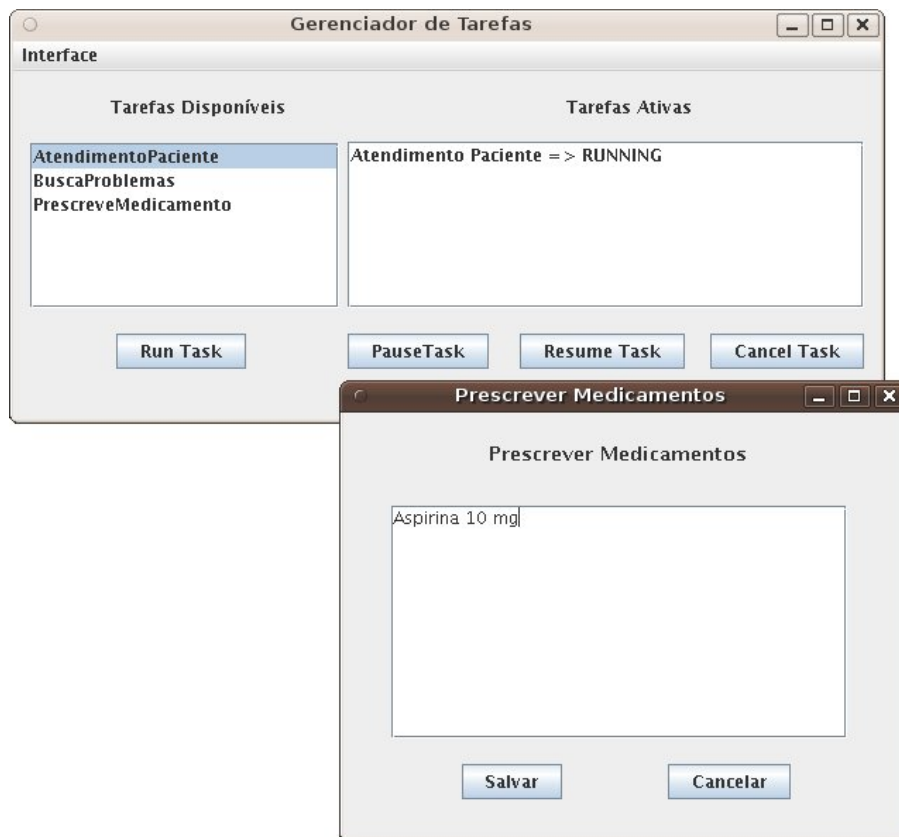 Gerenciador de Tarefas
Interface
Tarefas Disponíveis Tarefas Ativas
AtendimentoPaciente Atendimento Paciente => RUNNING
BuscaProblemas
PrescreveMedicamento
Run Task PauseTask Resume Task Cancel Task
Prescrever Medicamentos
Prescrever Medicamentos
Aspirina 10 mg
Salvar Cancelar